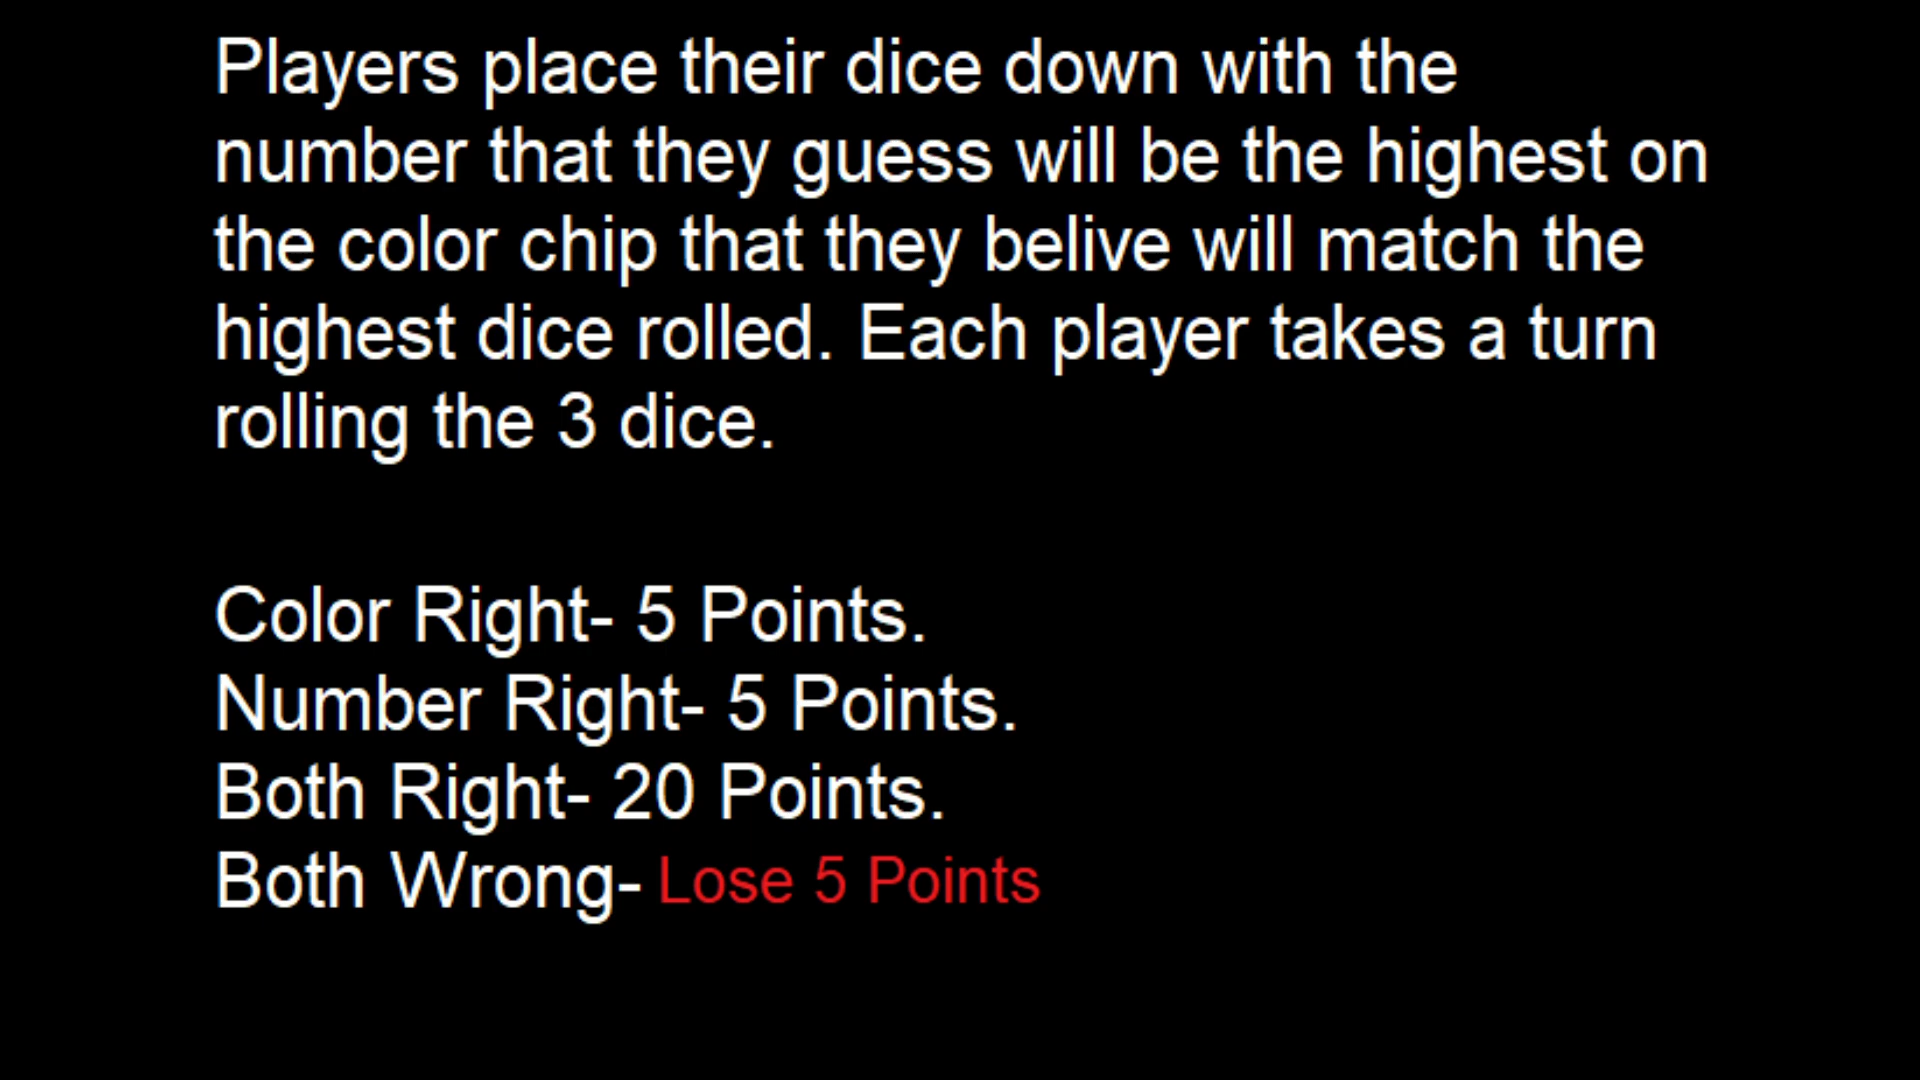 Players place their dice down with the
number that they guess will be the highest on
the color chip that they belive will match the
highest dice rolled. Each player takes a turn
rolling the 3 dice.
Color Right- 5 Points.
Number Right- 5 Points.
Both Right- 20 Points.
Both Wrong- Lose 5 Points